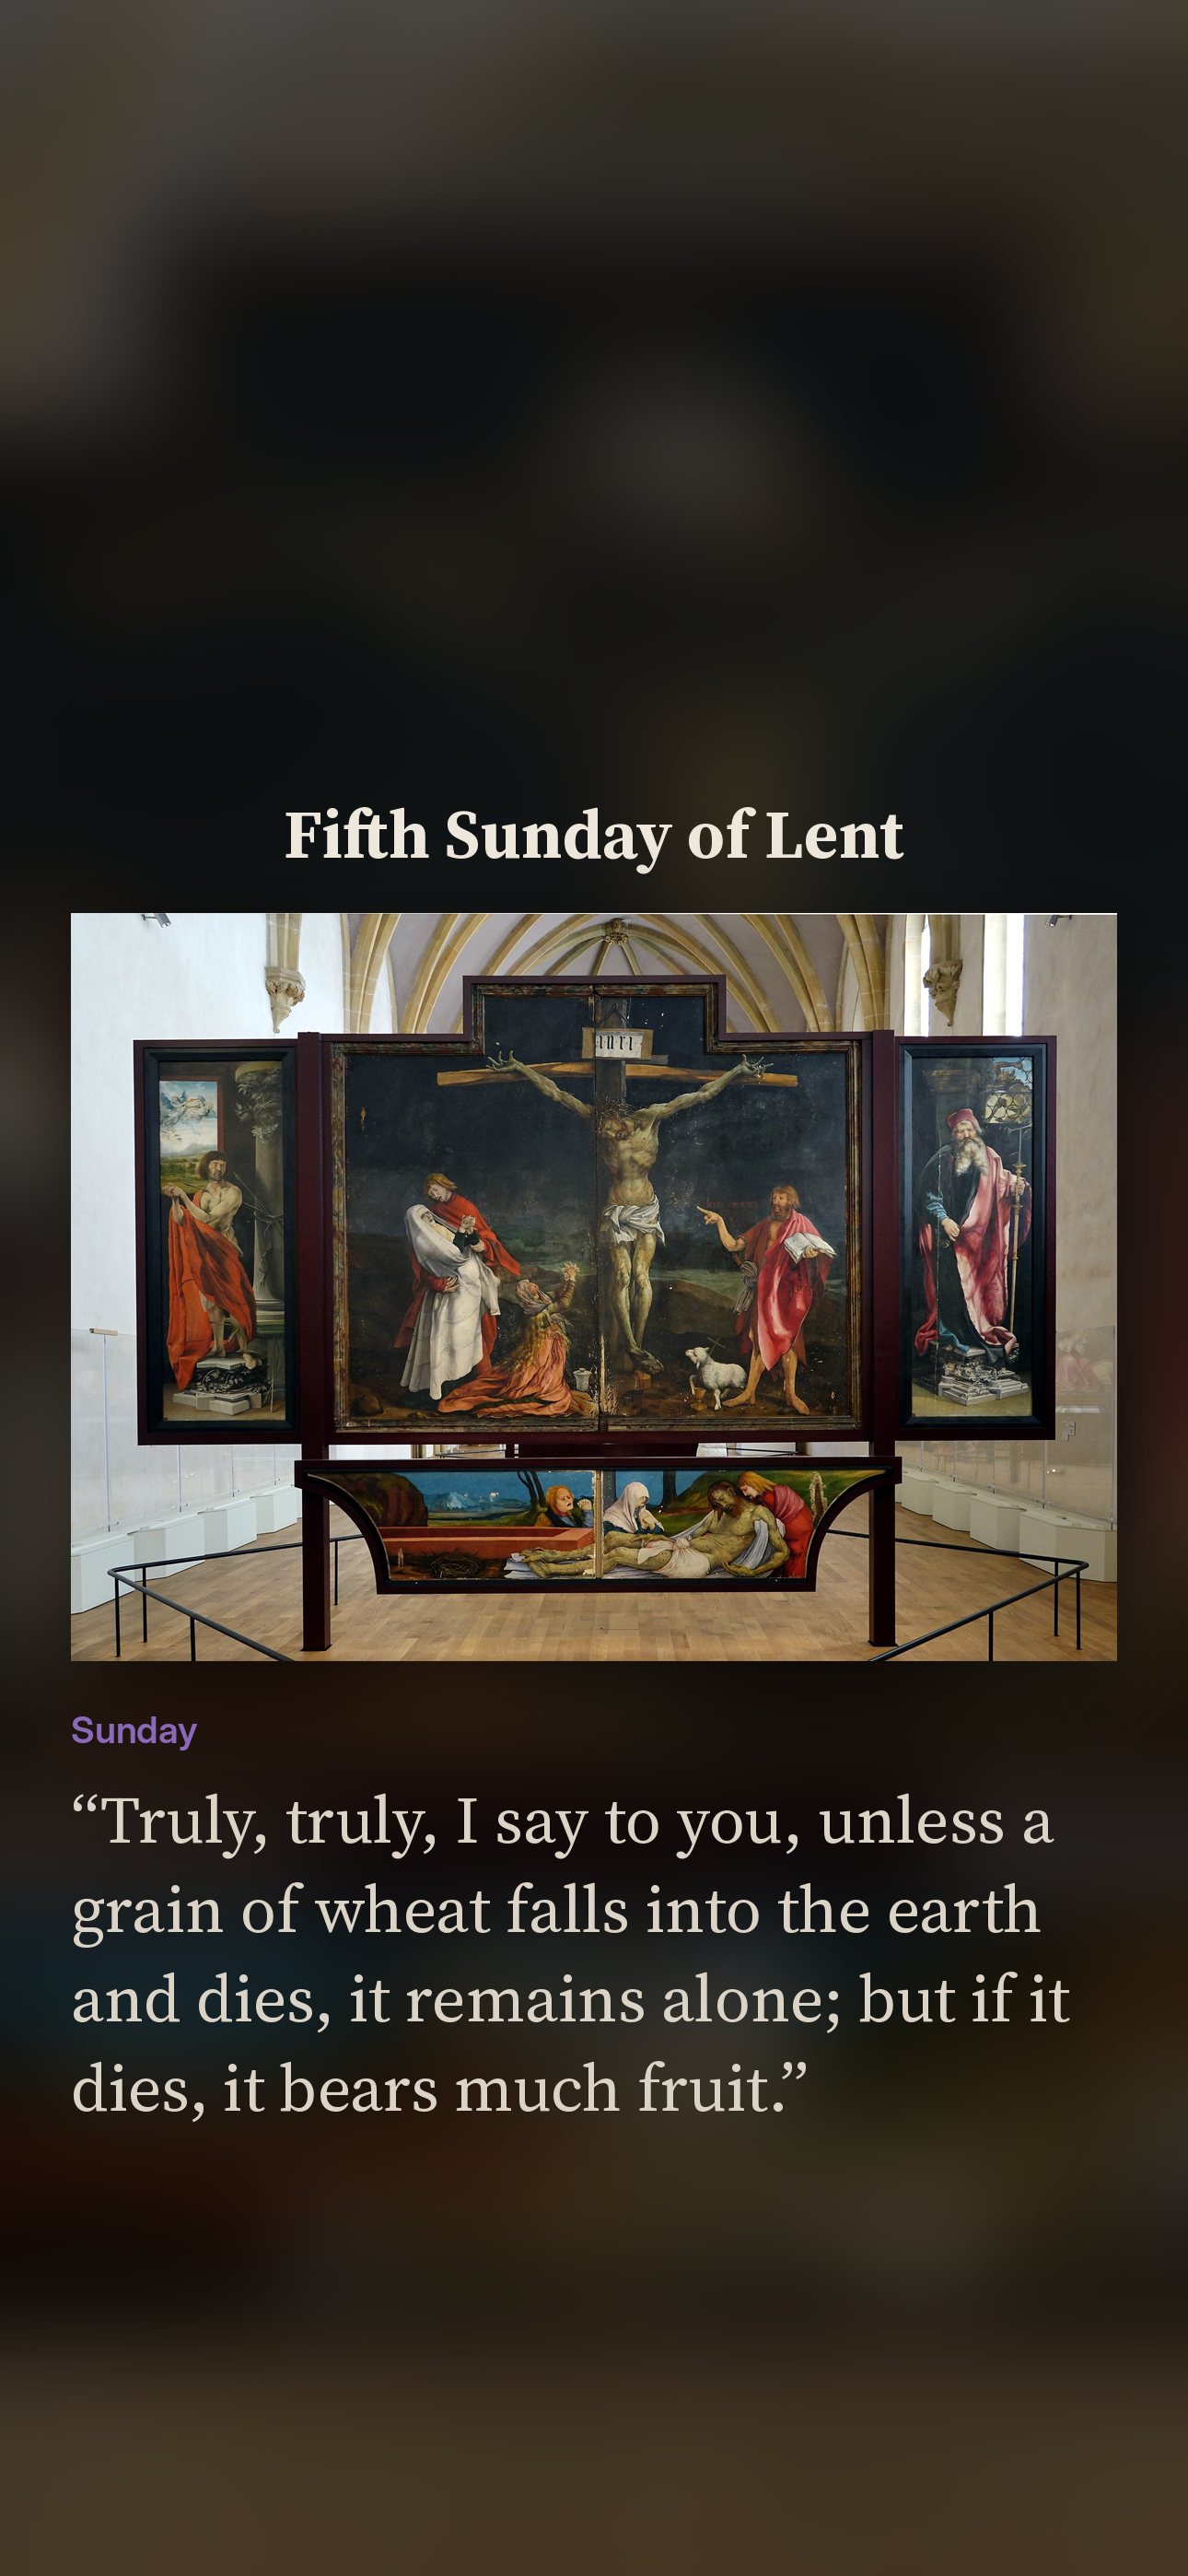 Fifth Sunday of Lent
INRI
Sunday
“Truly, truly, I say to you, unless a
grain of wheat falls into the earth
and dies, it remains alone; but if it
dies, it bears much fruit.”